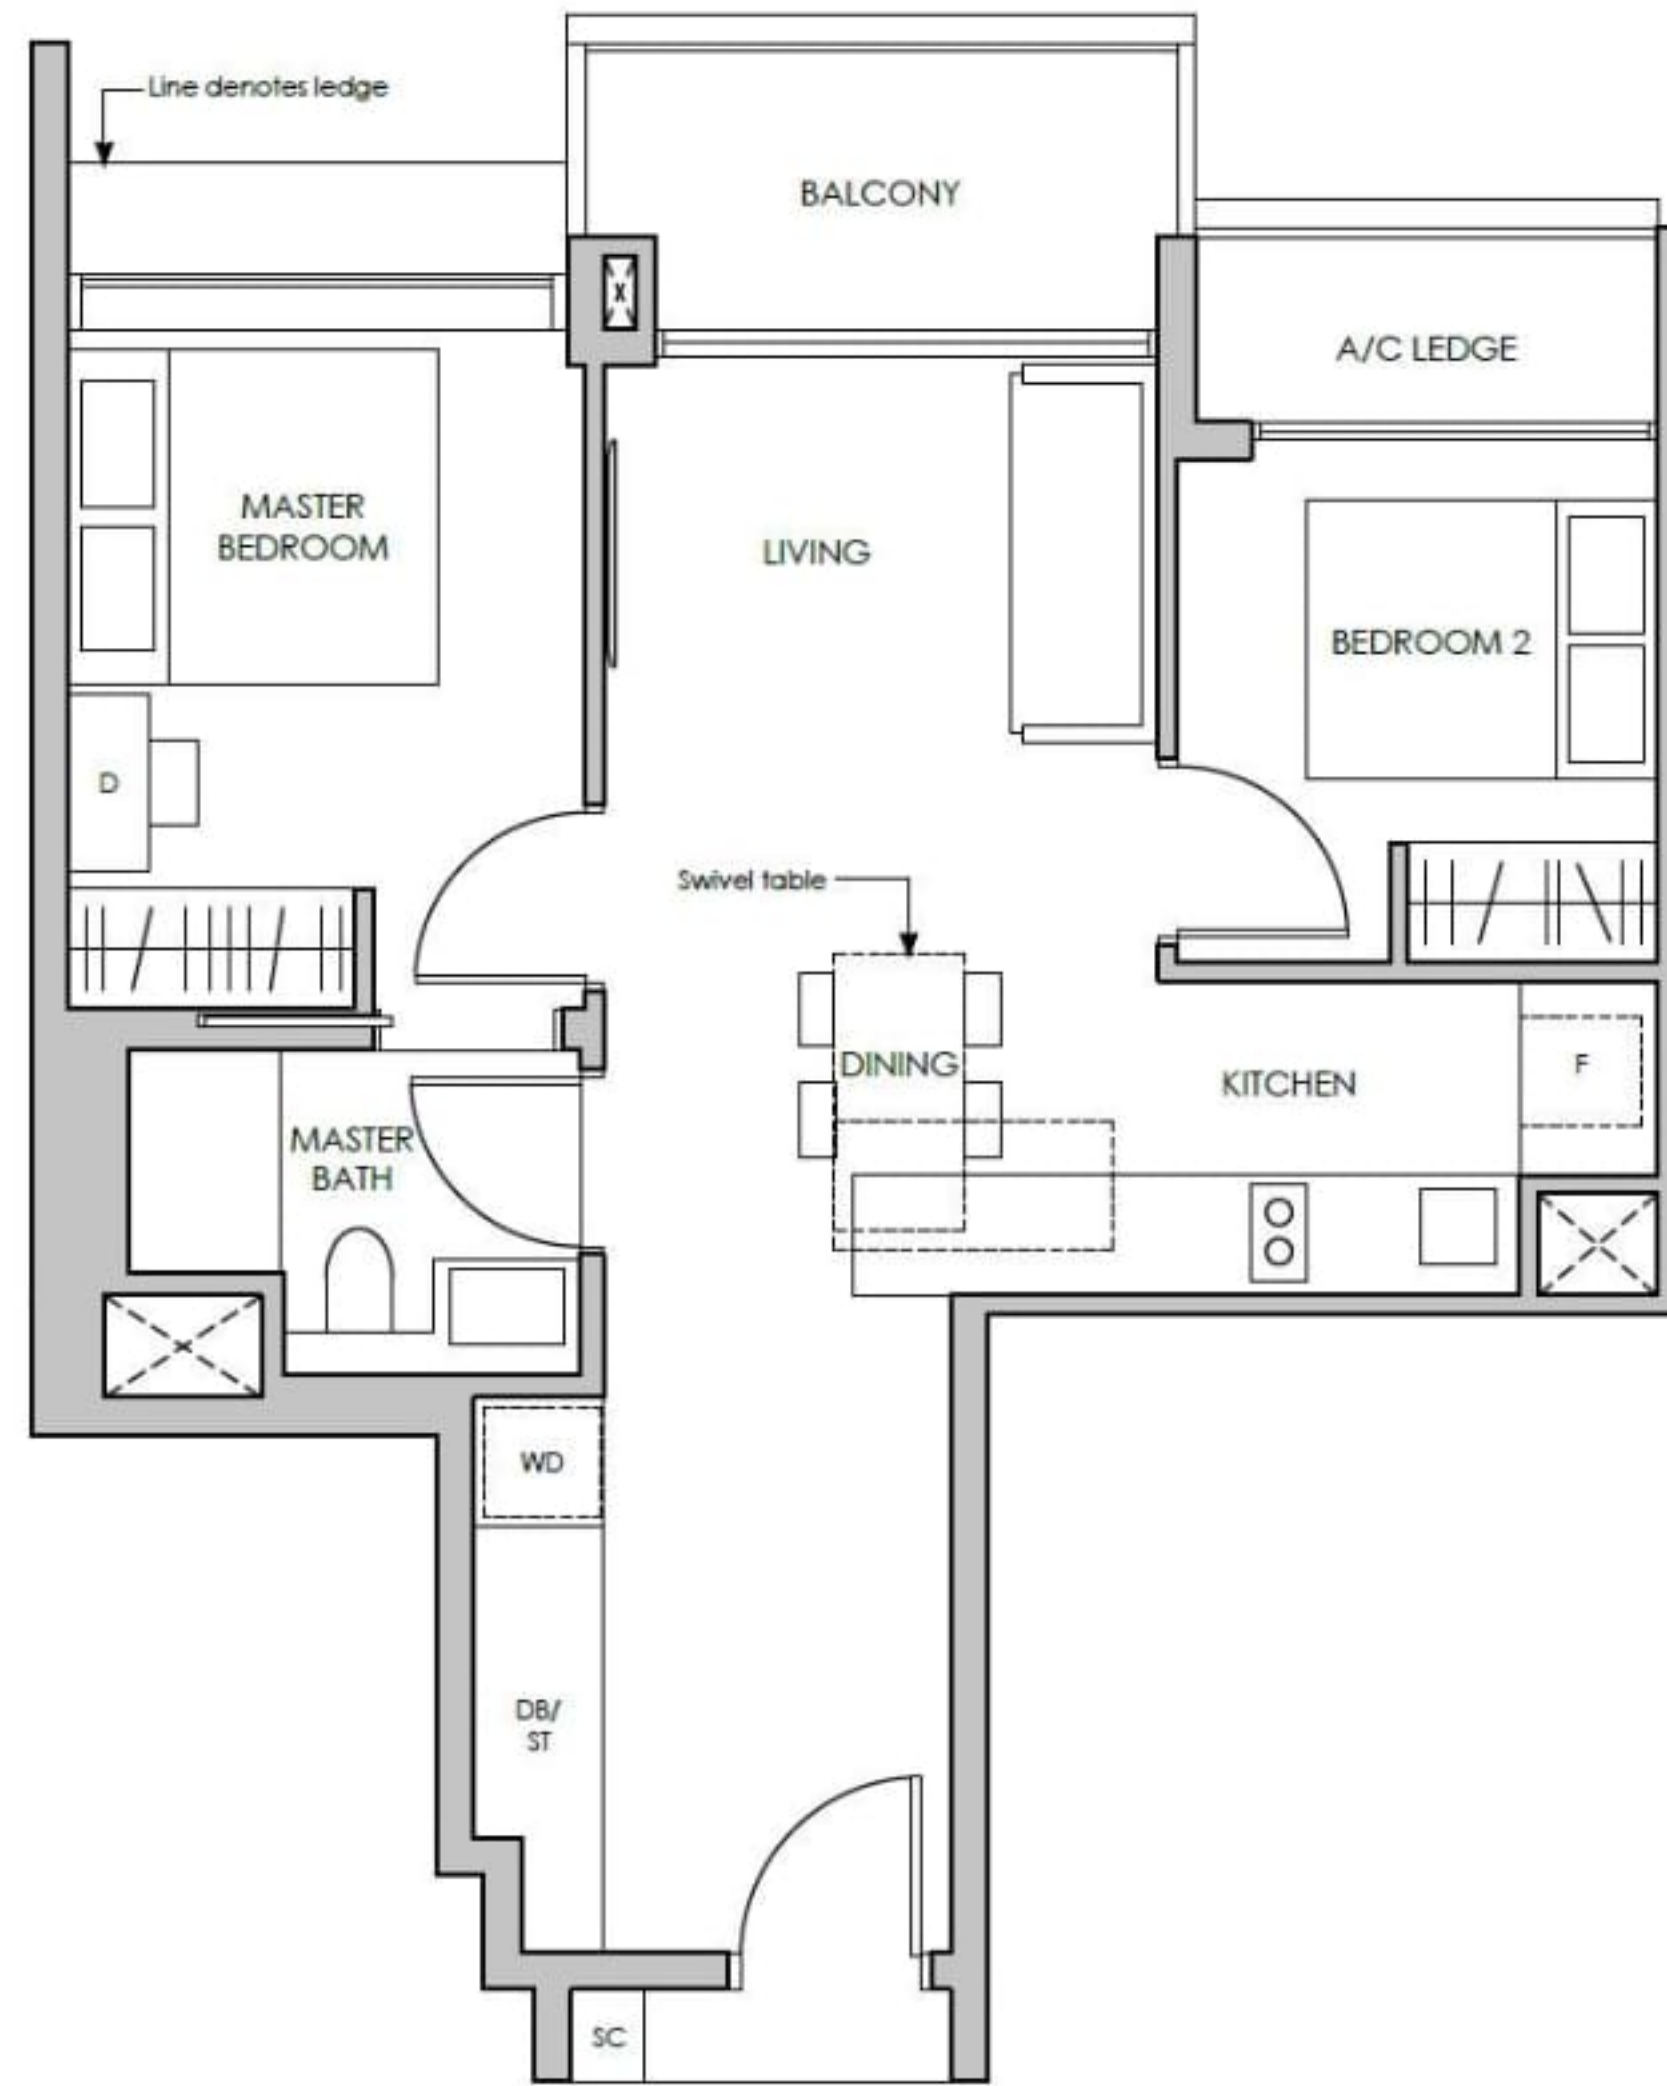 Line denotes ledge
BALCONY
X
A/C LEDGE
MASTER
BEDROOM
LIVING
BEDROOM 2
D
Swivel table
DINING
KITCHEN
F
MASTER
BATH
WD
DB/
ST
SC